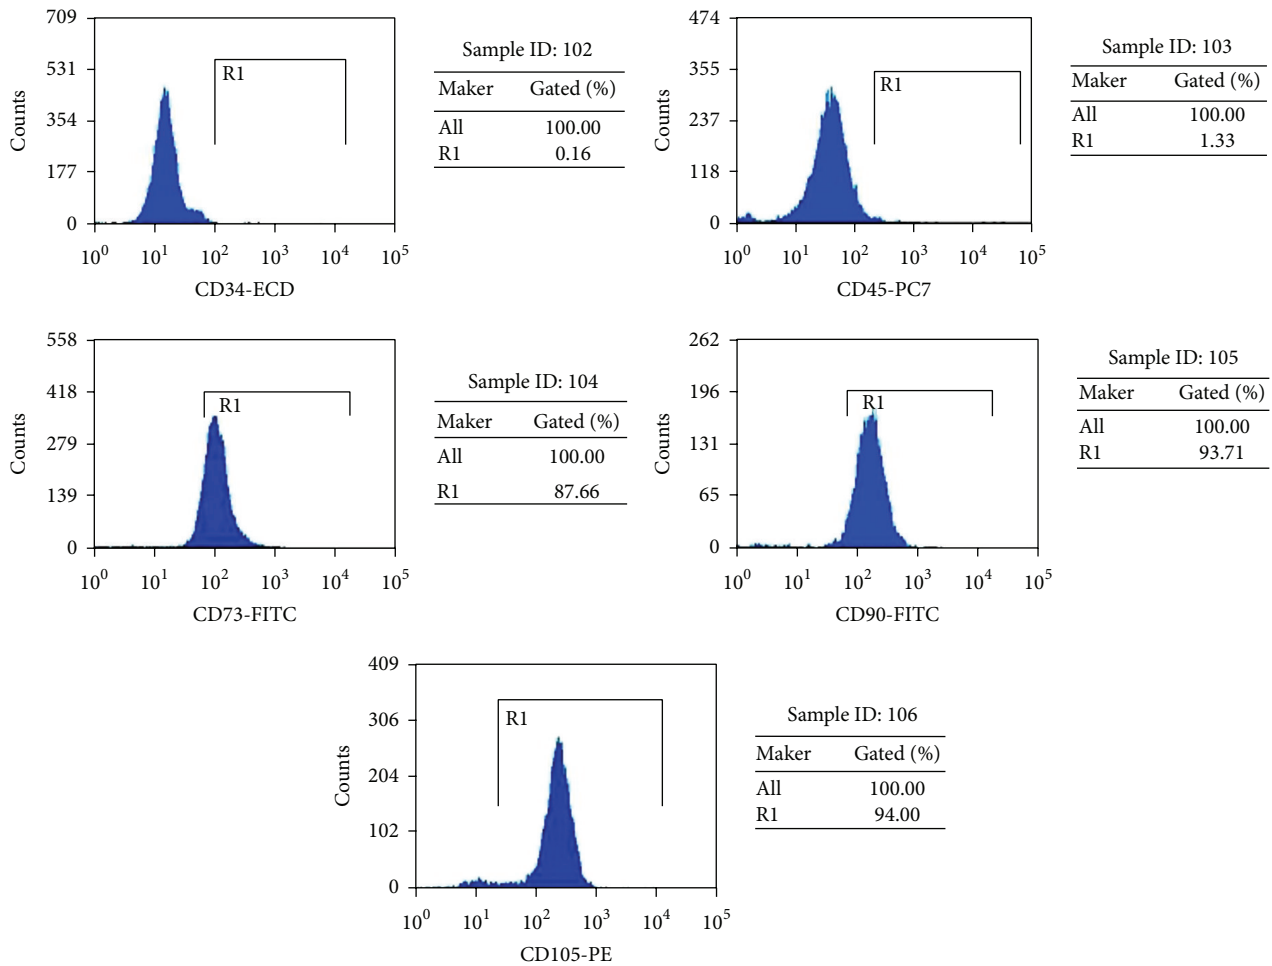 709
531
354
177
0
Counts
R1
10^0 10^1 10^2 10^3 10^4 10^5
CD34-ECD
Sample ID: 102
Maker Gated (%)
All 100.00
R1 0.16
474
355
237
118
0
Counts
R1
10^0 10^1 10^2 10^3 10^4 10^5
CD45-PC7
Sample ID: 103
Maker Gated (%)
All 100.00
R1 1.33
558
418
279
139
0
Counts
R1
10^0 10^1 10^2 10^3 10^4 10^5
CD73-FITC
Sample ID: 104
Maker Gated (%)
All 100.00
R1 87.66
262
196
131
65
0
Counts
R1
10^0 10^1 10^2 10^3 10^4 10^5
CD90-FITC
Sample ID: 105
Maker Gated (%)
All 100.00
R1 93.71
409
306
204
102
0
Counts
R1
10^0 10^1 10^2 10^3 10^4 10^5
CD105-PE
Sample ID: 106
Maker Gated (%)
All 100.00
R1 94.00